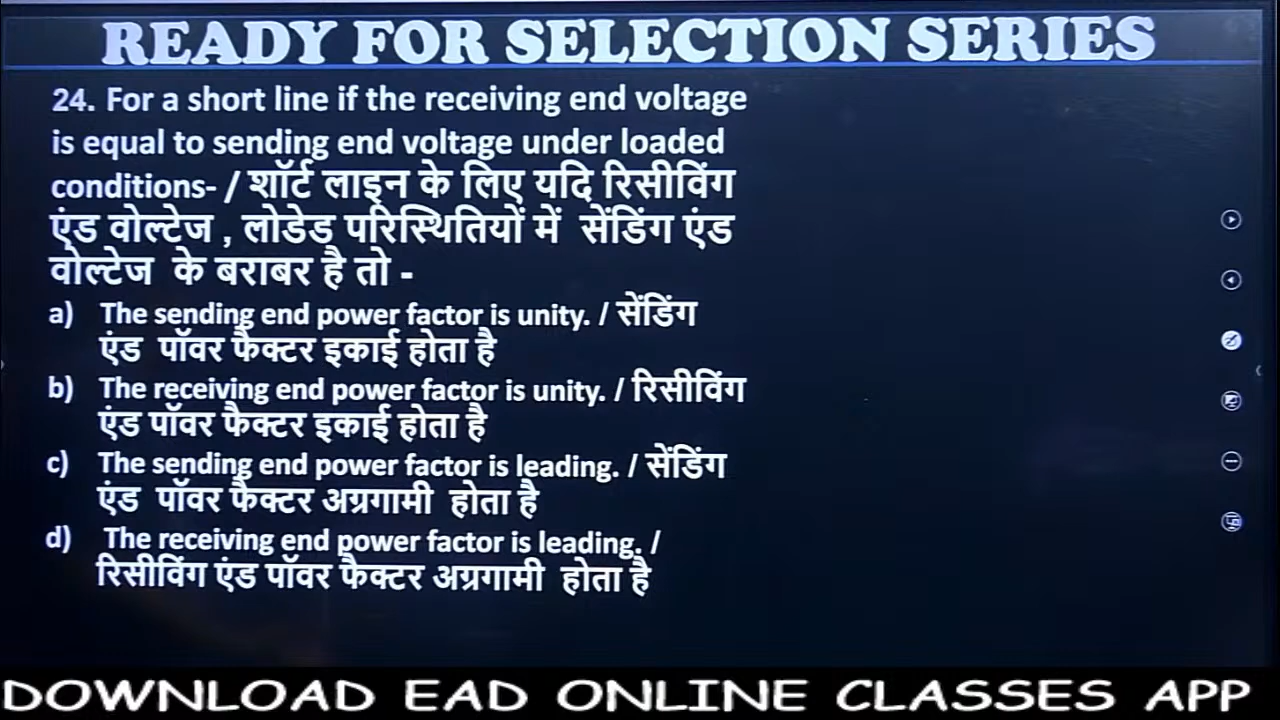 READY FOR SELECTION SERIES
24. For a short line if the receiving end voltage
is equal to sending end voltage under loaded
conditions- / शॉर्ट लाइन के लिए यदि रिसीविंग
एंड वोल्टेज , लोडेड परिस्थितियों में सेंडिंग एंड
वोल्टेज के बराबर है तो -
a) The sending end power factor is unity. / सेंडिंग
एंड पॉवर फैक्टर इकाई होता है
b) The receiving end power factor is unity. / रिसीविंग
एंड पॉवर फैक्टर इकाई होता है
c) The sending end power factor is leading. / सेंडिंग
एंड पॉवर फैक्टर अग्रगामी होता है
d) The receiving end power factor is leading. /
रिसीविंग एंड पॉवर फैक्टर अग्रगामी होता है
DOWNLOAD EAD ONLINE CLASSES APP